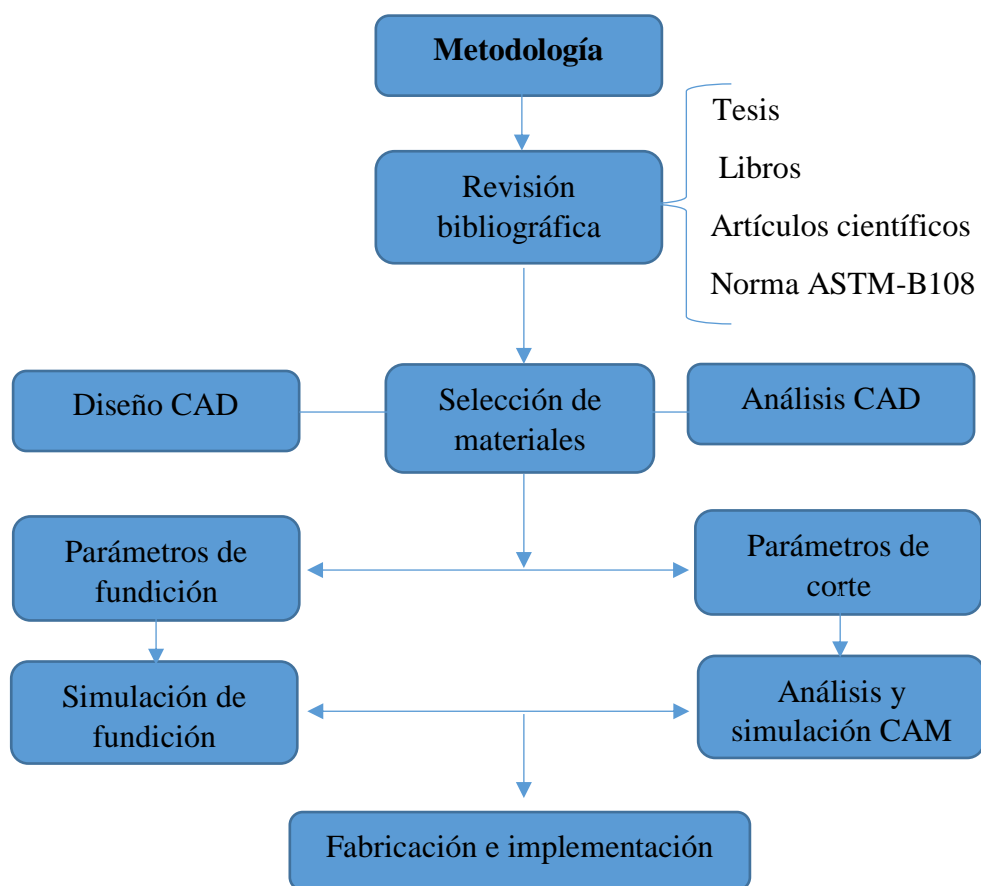 Metodología
Revisión
bibliográfica
Tesis
Libros
Artículos científicos
Norma ASTM-B108
Diseño CAD
Selección de
materiales
Análisis CAD
Parámetros de
fundición
Parámetros de
corte
Simulación de
fundición
Análisis y
simulación CAM
Fabricación e implementación